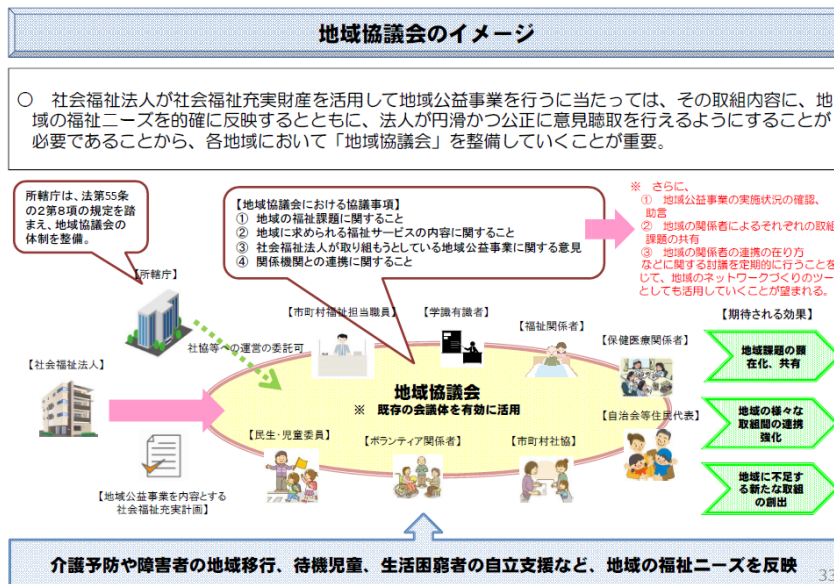 地域協議会のイメージ
○　社会福祉法人が社会福祉充実財産を活用して地域公益事業を行うに当たっては、その取組内容に、地
域の福祉ニーズを的確に反映するとともに、法人が円滑かつ公正に意見聴取を行えるようにすることが
必要であることから、各地域において「地域協議会」を整備していくことが重要。
所轄庁は、法第55条
の2第8項の規定を踏
まえ、地域協議会の
体制を整備。
【地域協議会における協議事項】
① 地域の福祉課題に関すること
② 地域に求められる福祉サービスの内容に関すること
③ 社会福祉法人が取り組もうとしている地域公益事業に関する意見
④ 関係機関との連携に関すること
※ さらに、
① 地域公益事業の実施状況の確認、
助言
② 地域の関係者によるそれぞれの取組
課題の共有
③ 地域の関係者の連携の在り方
などに関する討議を定期的に行うことを
じて、地域のネットワークづくりのツー
としても活用していくことが望まれる。
【所轄庁】
社協等への運営の委託可
【市町村福祉担当職員】
【学識有識者】
【福祉関係者】
【保健医療関係者】
【期待される効果】
【社会福祉法人】
地域協議会
※ 既存の会議体を有効に活用
【自治会等住民代表】
【民生・児童委員】
【ボランティア関係者】
【市町村社協】
地域課題の顕
在化、共有
地域の様々な
取組間の連携
強化
地域に不足す
る新たな取組
の創出
【地域公益事業を内容とする
社会福祉充実計画】
介護予防や障害者の地域移行、待機児童、生活困窮者の自立支援など、地域の福祉ニーズを反映
33